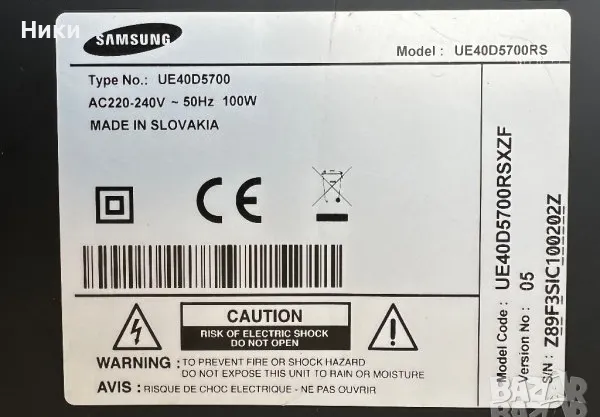 Ники
SAMSUNG
Model : UE40D5700RS
Type No.: UE40D5700
AC220-240V ~ 50Hz 100W
MADE IN SLOVAKIA
CE
CAUTION
RISK OF ELECTRIC SHOCK
DO NOT OPEN
WARNING : TO PREVENT FIRE OR SHOCK HAZARD
DO NOT EXPOSE THIS UNIT TO RAIN OR MOISTURE
AVIS : RISQUE DE CHOC ELECTRIQUE - NE PAS OUVRIR
Model Code : UE40D5700RSXZF
Version No : 05
S/N : Z89F3SIC100202Z